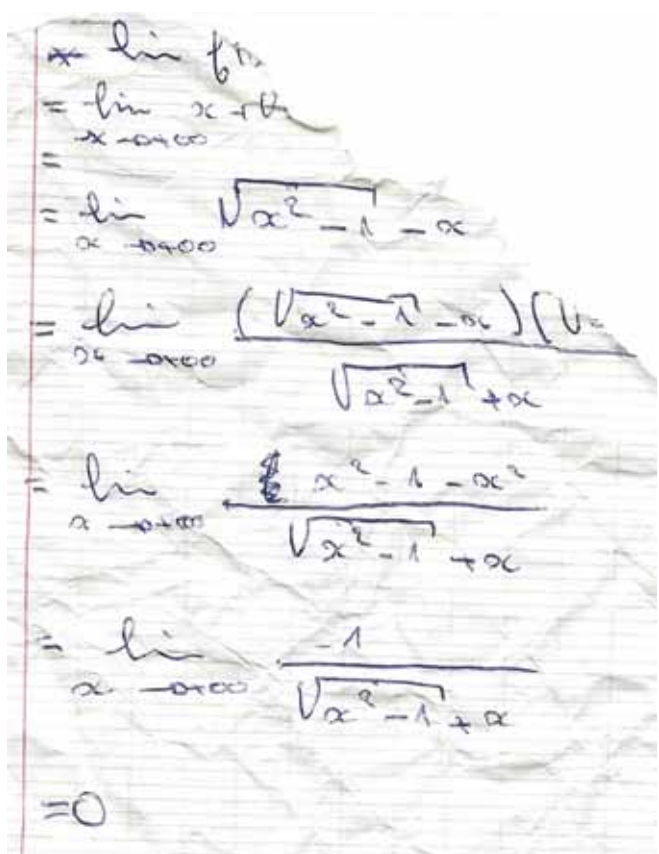 * lim f(
= lim x + √
x → +∞
=
= lim √x² - 1 - x
x → +∞
= lim (√x² - 1 - x)(√
x → +∞ √x² - 1 + x
= lim x² - 1 - x²
x → +∞ √x² - 1 + x
= lim -1
x → +∞ √x² - 1 + x
= 0